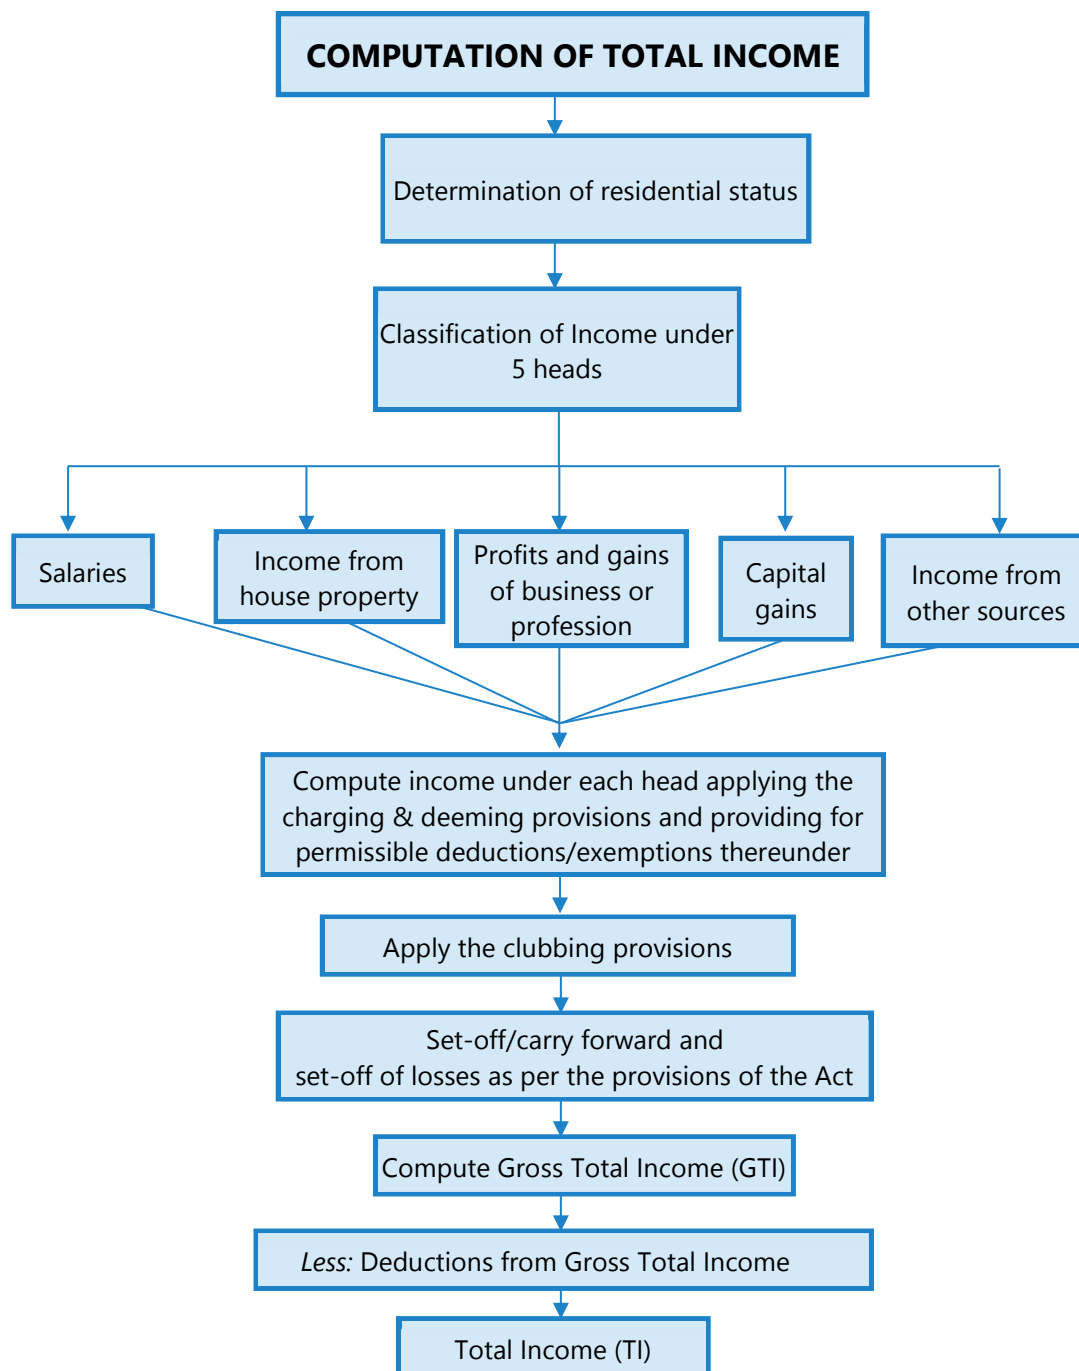 COMPUTATION OF TOTAL INCOME
Determination of residential status
Classification of Income under
5 heads
Salaries
Income from
house property
Profits and gains
of business or
profession
Capital
gains
Income from
other sources
Compute income under each head applying the
charging & deeming provisions and providing for
permissible deductions/exemptions thereunder
Apply the clubbing provisions
Set-off/carry forward and
set-off of losses as per the provisions of the Act
Compute Gross Total Income (GTI)
Less: Deductions from Gross Total Income
Total Income (TI)